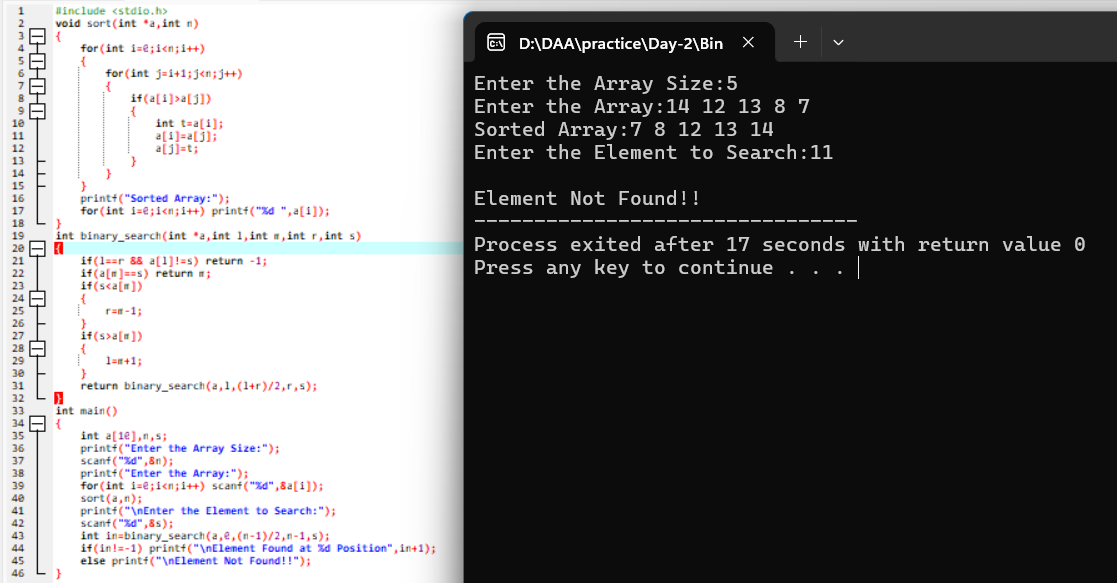 1 #include <stdio.h>
2 void sort(int *a,int n)
3 {
4 for(int i=0;i<n;i++)
5 {
6 for(int j=i+1;j<n;j++)
7 {
8 if(a[i]>a[j])
9 {
10 int t=a[i];
11 a[i]=a[j];
12 a[j]=t;
13 }
14 }
15 }
16 printf("Sorted Array:");
17 for(int i=0;i<n;i++) printf("%d ",a[i]);
18 }
19 int binary_search(int *a,int l,int m,int r,int s)
20 {
21 if(l==r && a[l]!=s) return -1;
22 if(a[m]==s) return m;
23 if(s<a[m])
24 {
25 r=m-1;
26 }
27 if(s>a[m])
28 {
29 l=m+1;
30 }
31 return binary_search(a,l,(l+r)/2,r,s);
32 }
33 int main()
34 {
35 int a[10],n,s;
36 printf("Enter the Array Size:");
37 scanf("%d",&n);
38 printf("Enter the Array:");
39 for(int i=0;i<n;i++) scanf("%d",&a[i]);
40 sort(a,n);
41 printf("\nEnter the Element to Search:");
42 scanf("%d",&s);
43 int in=binary_search(a,0,(n-1)/2,n-1,s);
44 if(in!=-1) printf("\nElement Found at %d Position",in+1);
45 else printf("\nElement Not Found!!");
46 }
C:\ D:\DAA\practice\Day-2\Bin
Enter the Array Size:5
Enter the Array:14 12 13 8 7
Sorted Array:7 8 12 13 14
Enter the Element to Search:11
Element Not Found!!
--------------------------------
Process exited after 17 seconds with return value 0
Press any key to continue . . .